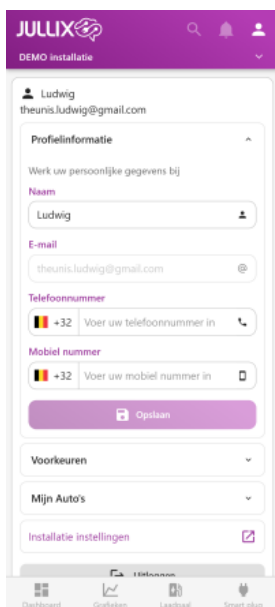 JULLIX
DEMO installatie
Ludwig
theunis.ludwig@gmail.com
Profielinformatie
Werk uw persoonlijke gegevens bij
Naam
Ludwig
E-mail
theunis.ludwig@gmail.com @
Telefoonnummer
+32 Voer uw telefoonnummer in
Mobiel nummer
+32 Voer uw mobiel nummer in
Opslaan
Voorkeuren
Mijn Auto's
Installatie instellingen
Uitloggen
Dashboard Grafieken Laadpaal Smart plug